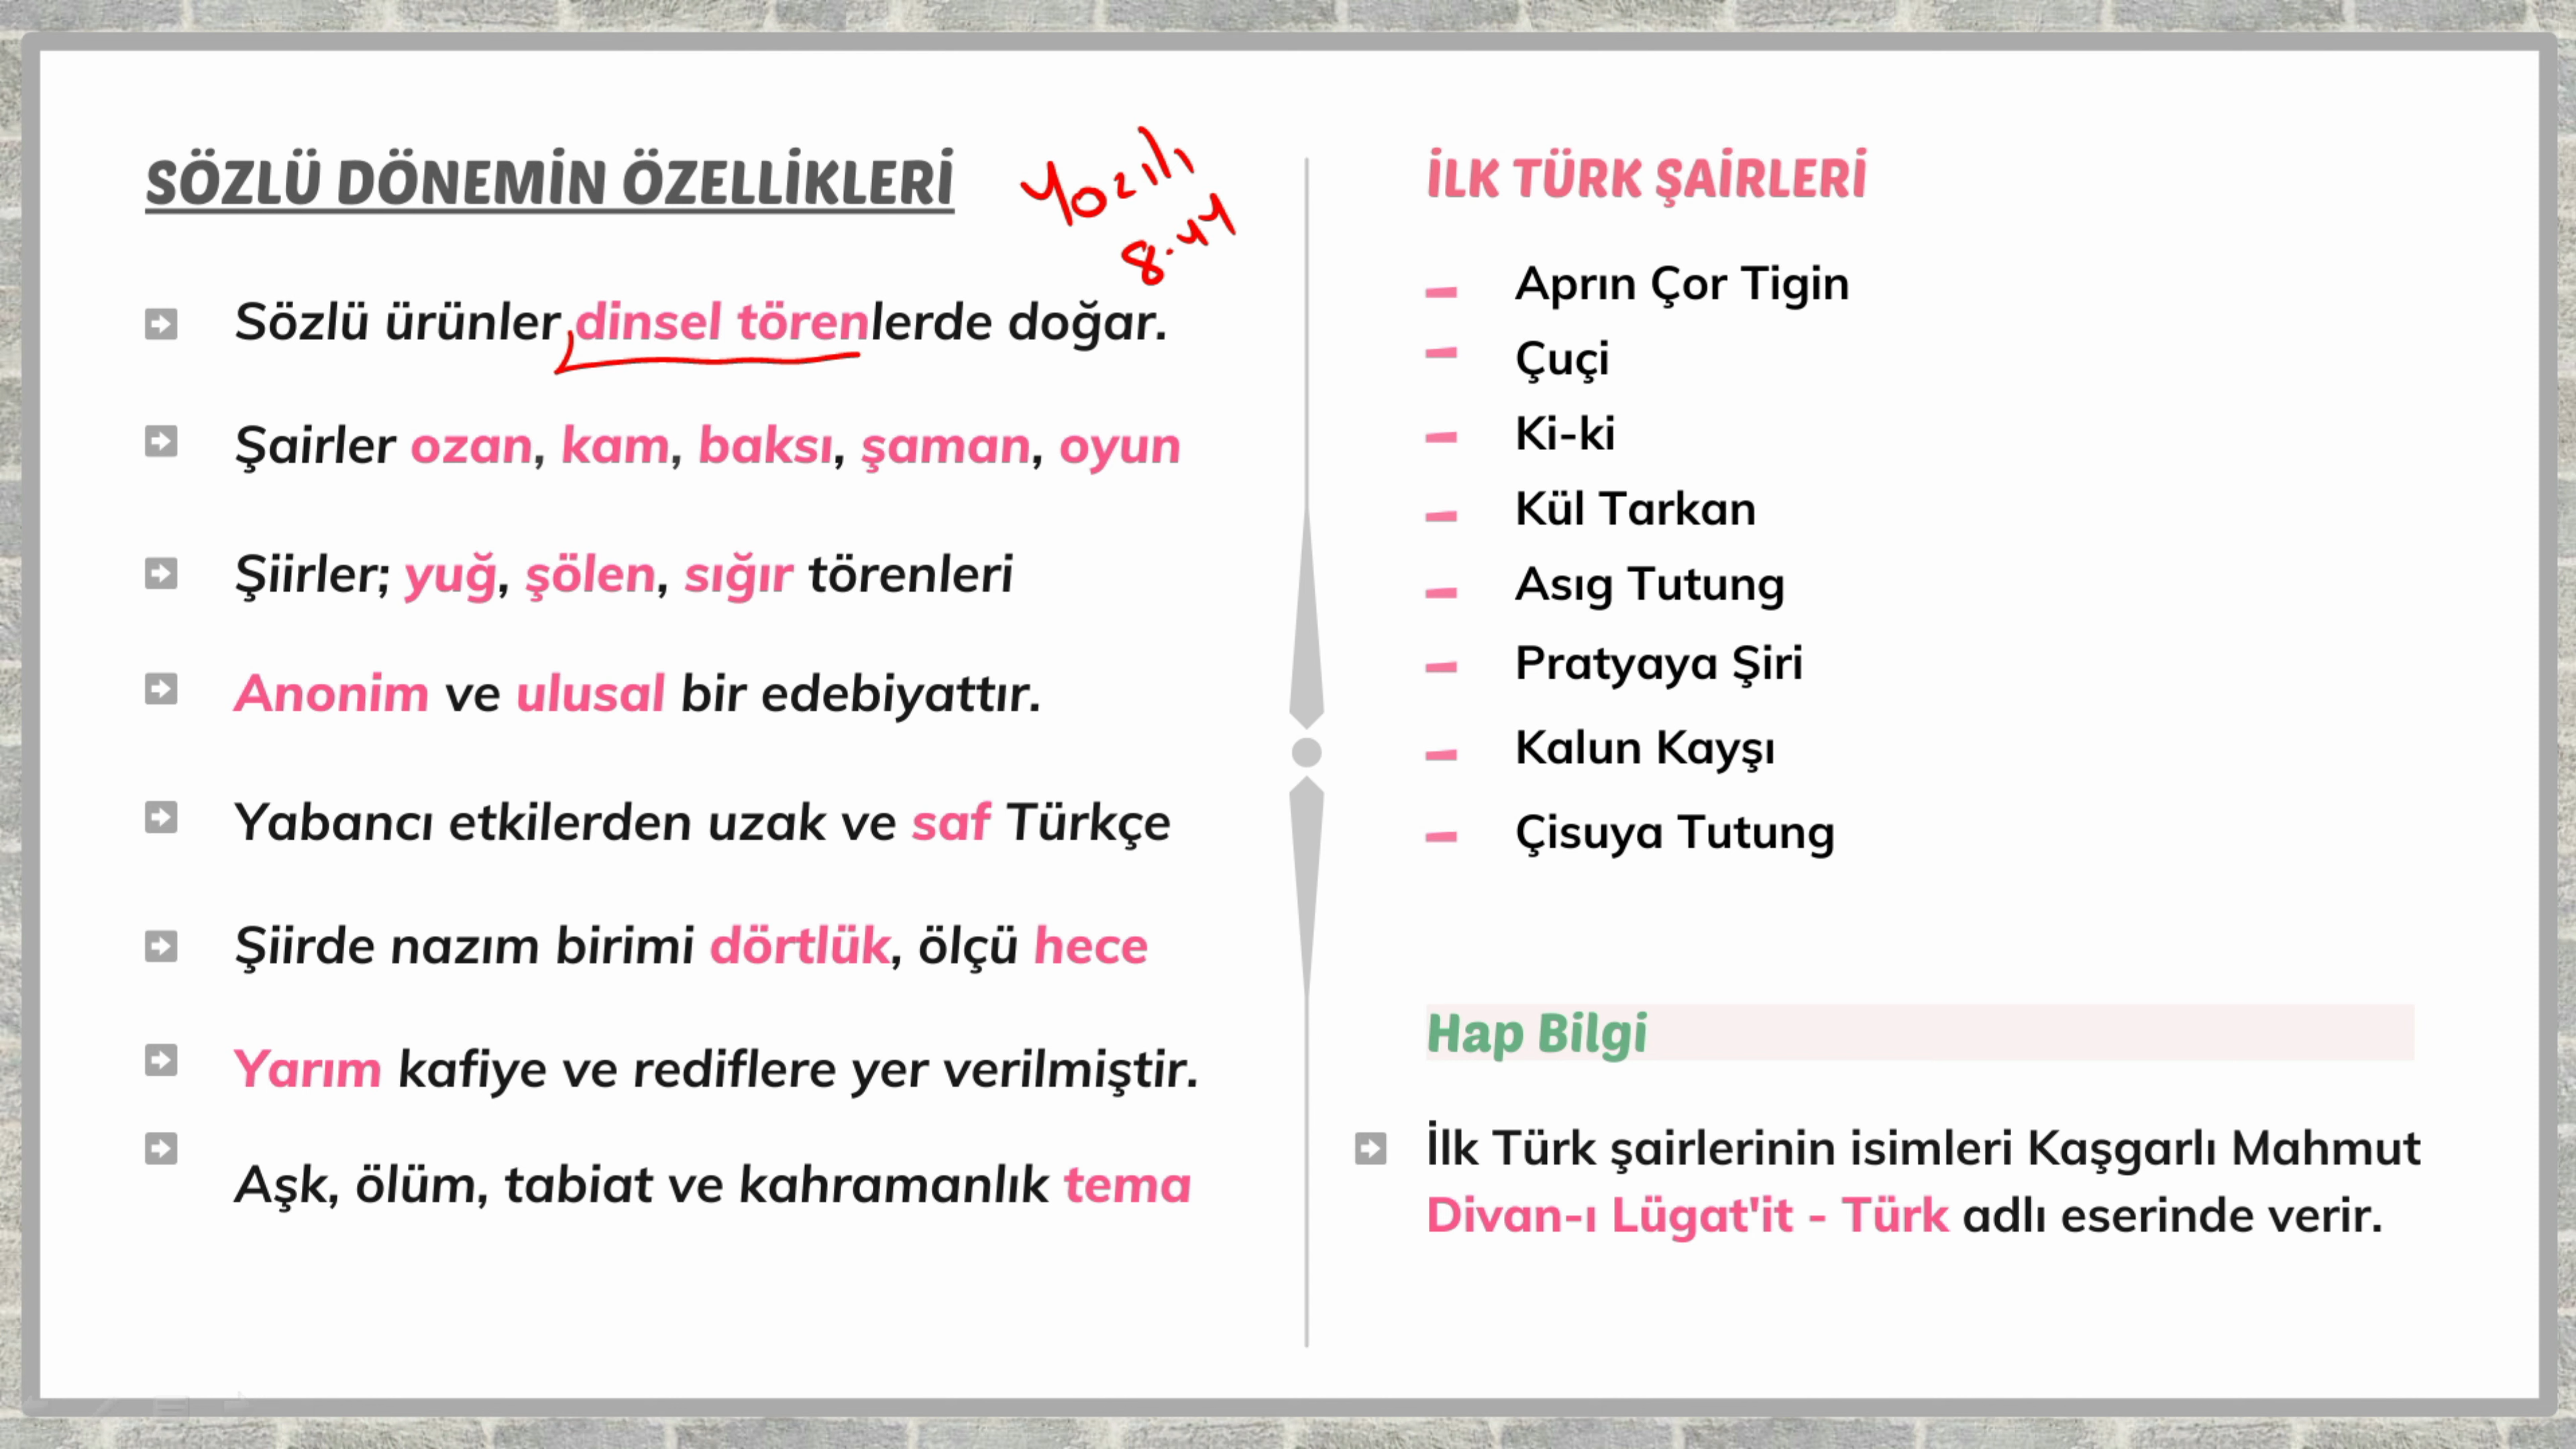 SÖZLÜ DÖNEMİN ÖZELLİKLERİ
Yazılı
8.yy
Sözlü ürünler dinsel törenlerde doğar.
Şairler ozan, kam, baksı, şaman, oyun
Şiirler; yuğ, şölen, sığır törenleri
Anonim ve ulusal bir edebiyattır.
Yabancı etkilerden uzak ve saf Türkçe
Şiirde nazım birimi dörtlük, ölçü hece
Yarım kafiye ve rediflere yer verilmiştir.
Aşk, ölüm, tabiat ve kahramanlık tema
İLK TÜRK ŞAİRLERİ
Aprın Çor Tigin
Çuçi
Ki-ki
Kül Tarkan
Asıg Tutung
Pratyaya Şiri
Kalun Kayşı
Çisuya Tutung
Hap Bilgi
İlk Türk şairlerinin isimleri Kaşgarlı Mahmut
Divan-ı Lügat'it - Türk adlı eserinde verir.